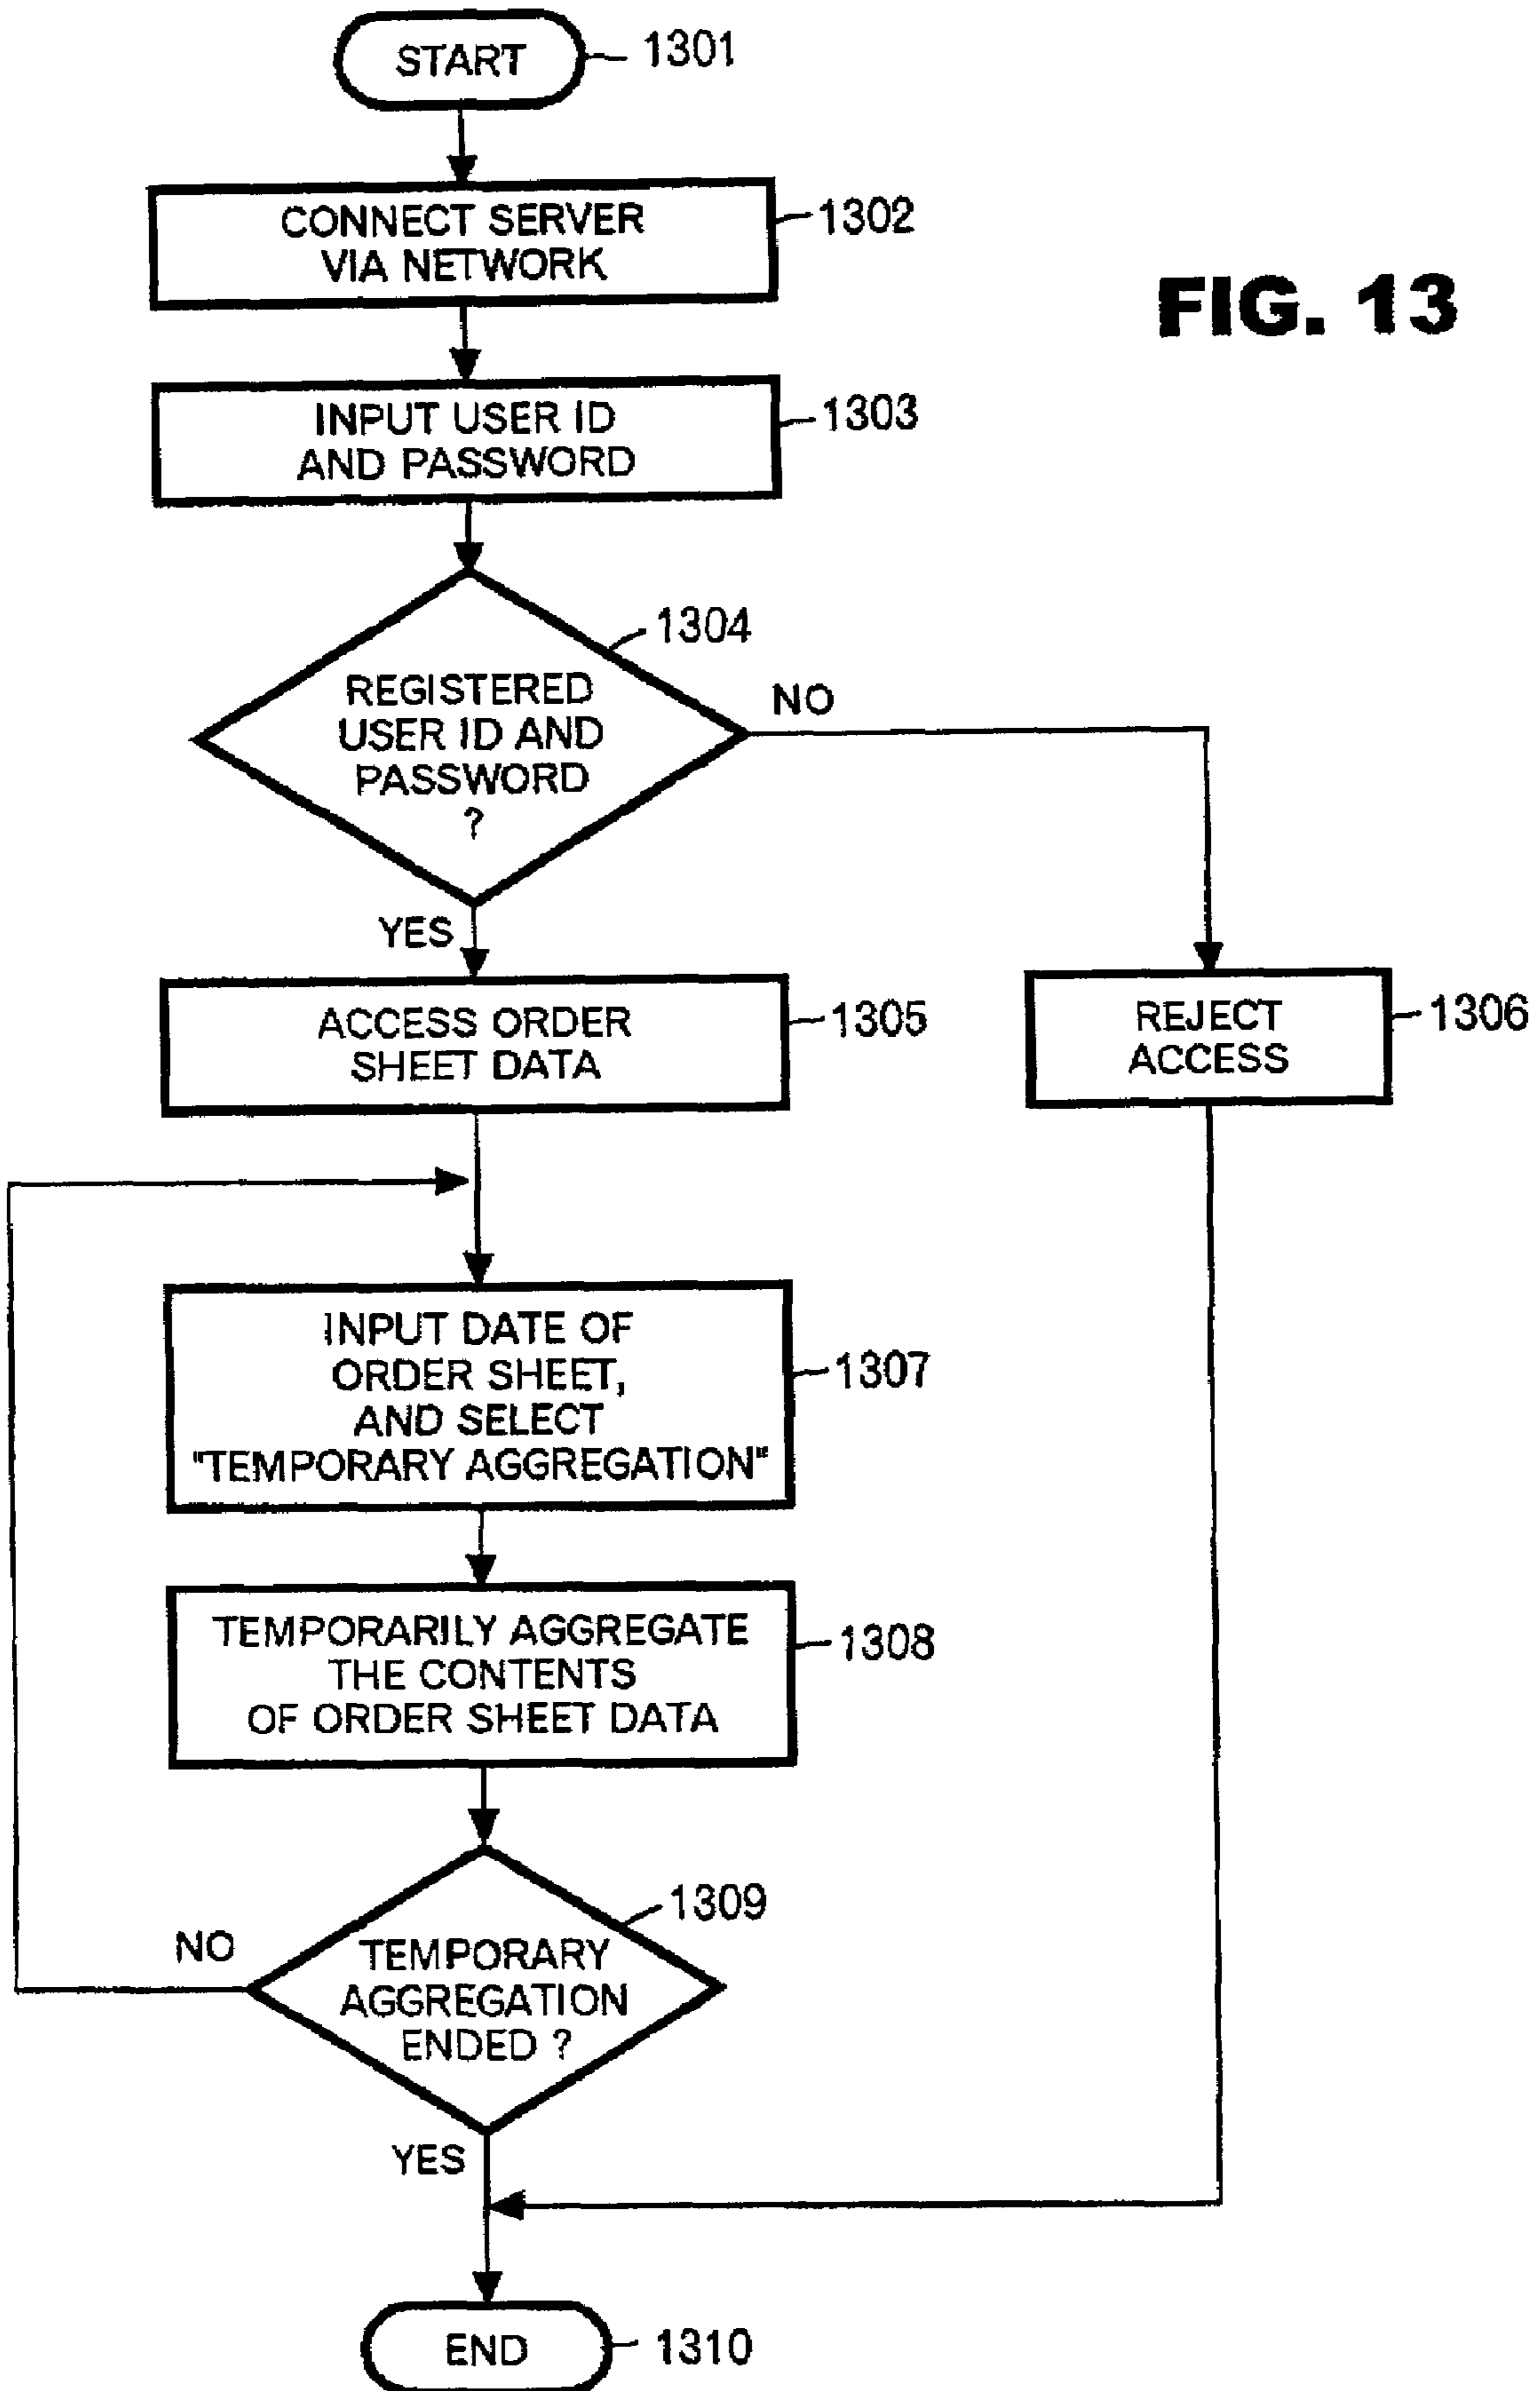 START
1301
CONNECT SERVER
VIA NETWORK
1302
FIG. 13
INPUT USER ID
AND PASSWORD
1303
1304
REGISTERED
USER ID AND
PASSWORD
?
NO
YES
ACCESS ORDER
SHEET DATA
1305
REJECT
ACCESS
1306
INPUT DATE OF
ORDER SHEET,
AND SELECT
"TEMPORARY AGGREGATION"
1307
TEMPORARILY AGGREGATE
THE CONTENTS
OF ORDER SHEET DATA
1308
1309
NO
TEMPORARY
AGGREGATION
ENDED ?
YES
END
1310